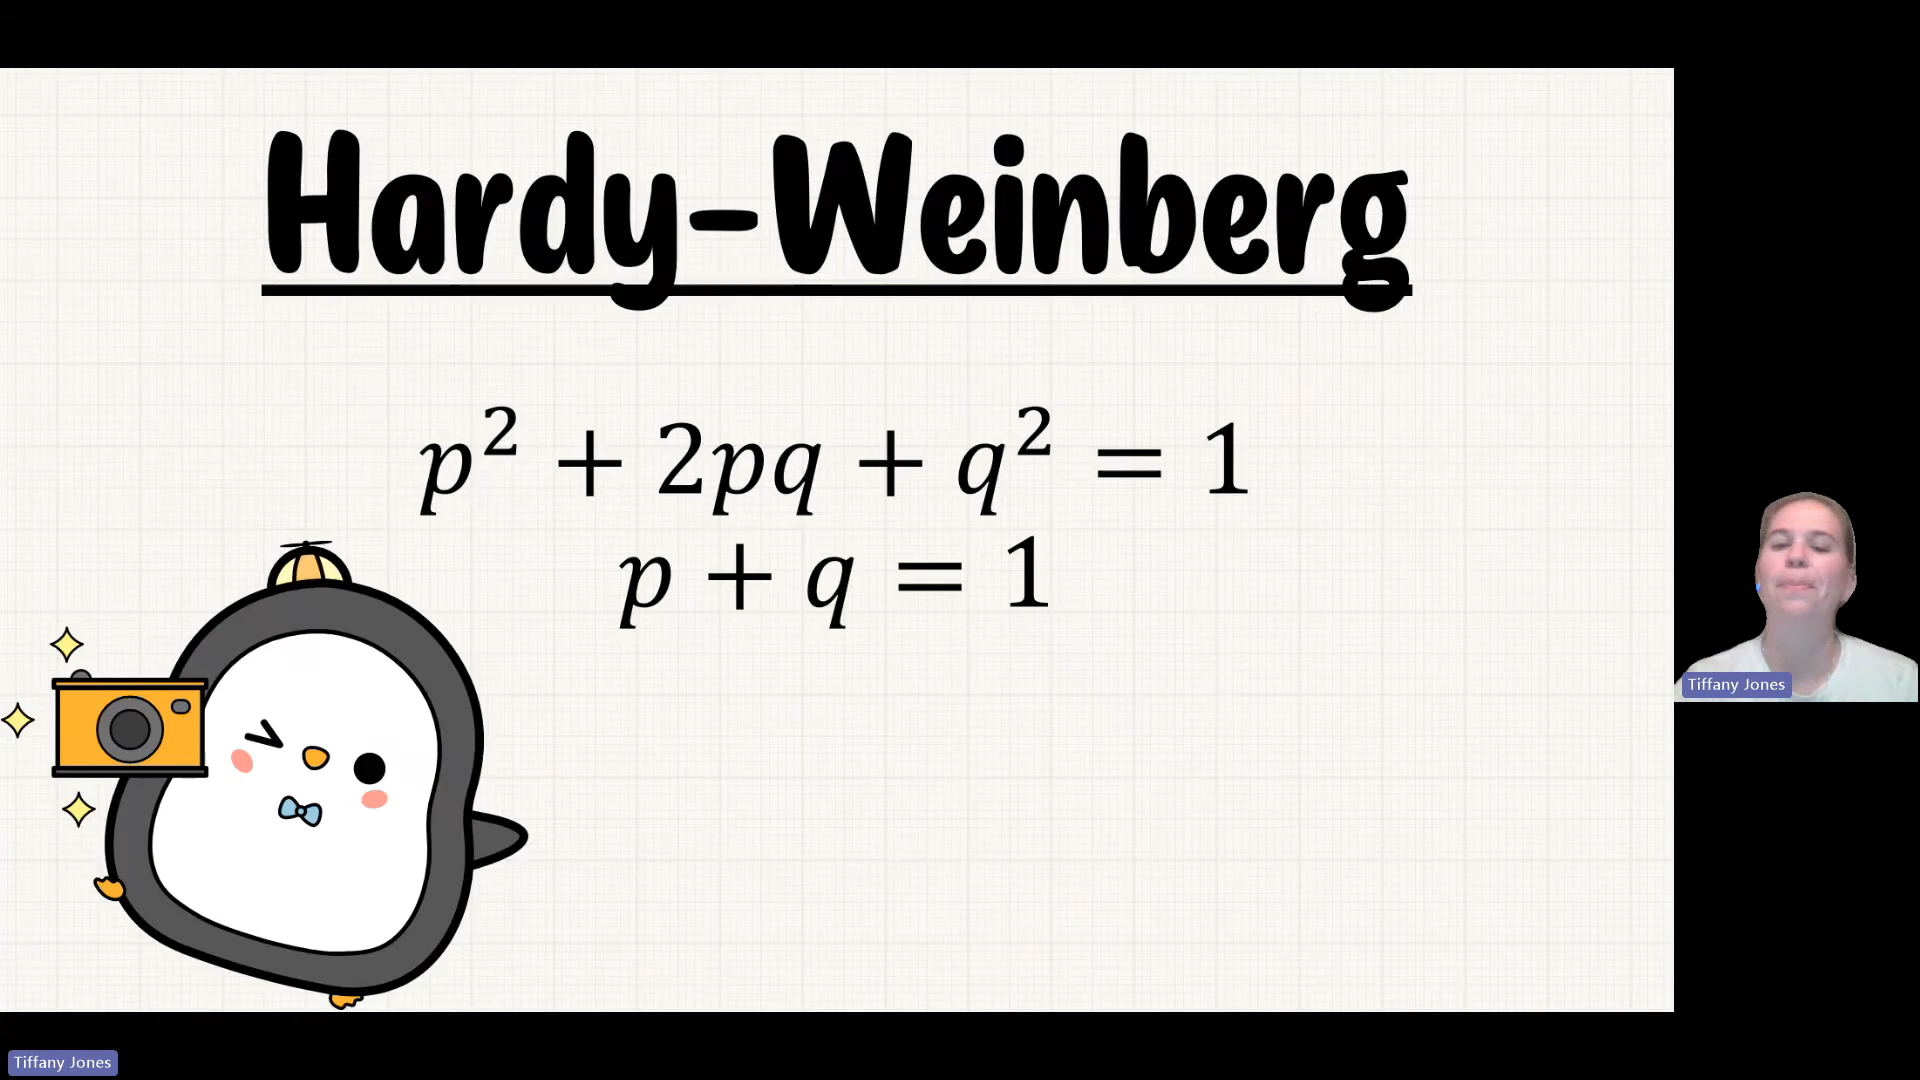 Hardy-Weinberg
p² + 2pq + q² = 1
p + q = 1
Tiffany Jones
Tiffany Jones